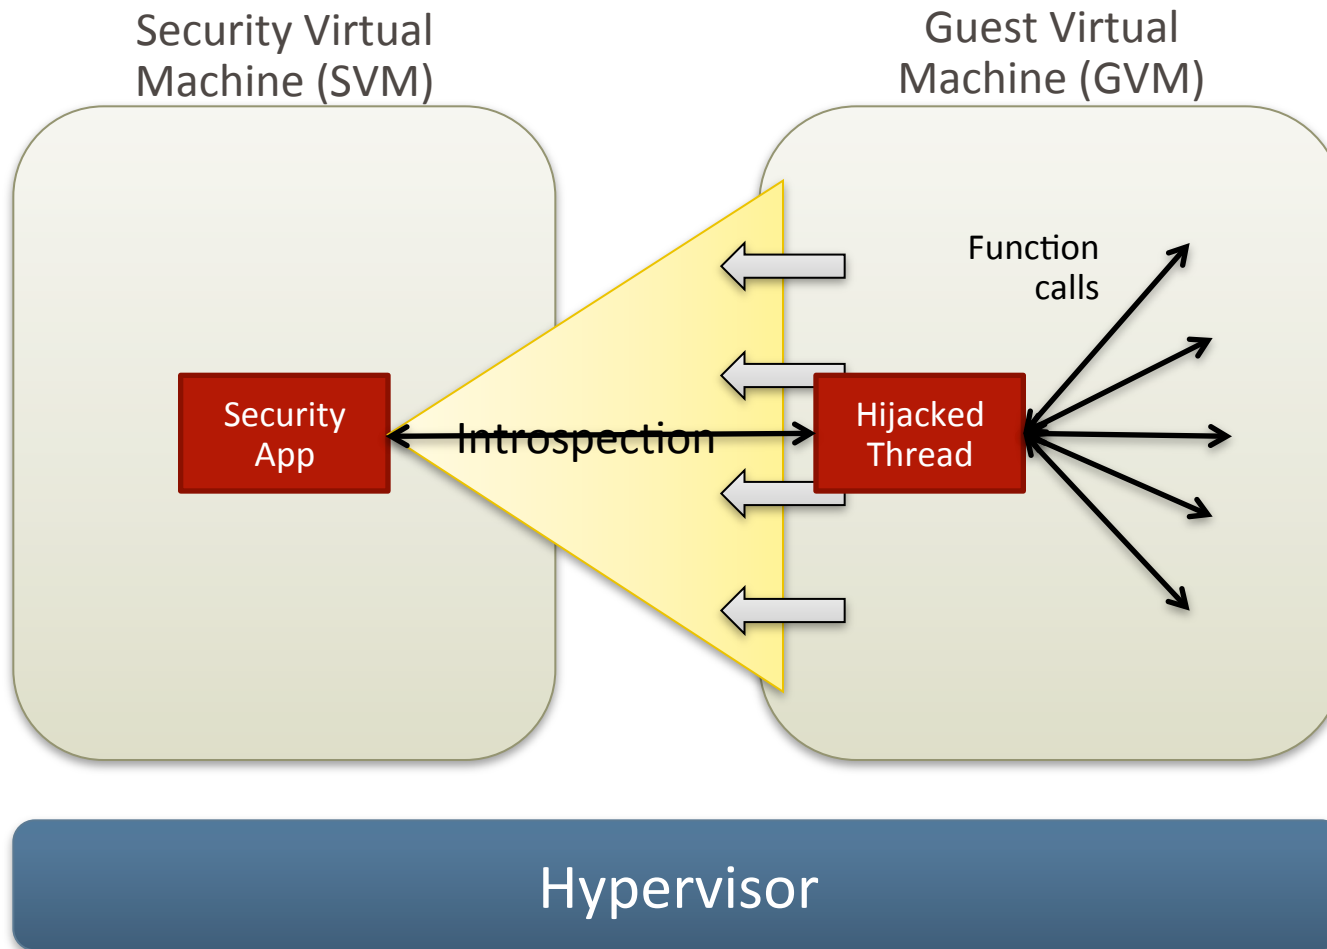 Security Virtual
Machine (SVM)
Guest Virtual
Machine (GVM)
Function
calls
Security
App
Introspection
Hijacked
Thread
Hypervisor